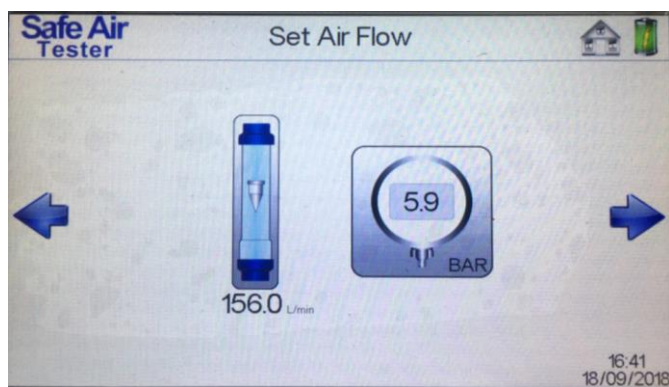 Safe Air
Tester
Set Air Flow
5.9
BAR
156.0 L/min
16:41
18/09/2018